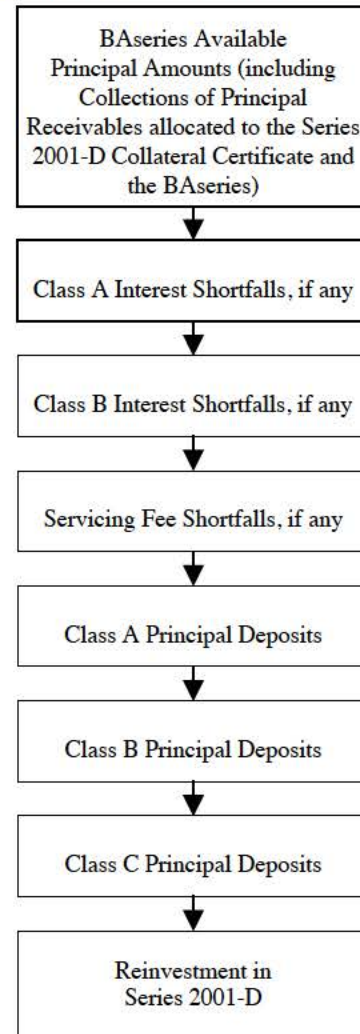 BAseries Available
Principal Amounts (including
Collections of Principal
Receivables allocated to the Series
2001-D Collateral Certificate and
the BAseries)
Class A Interest Shortfalls, if any
Class B Interest Shortfalls, if any
Servicing Fee Shortfalls, if any
Class A Principal Deposits
Class B Principal Deposits
Class C Principal Deposits
Reinvestment in
Series 2001-D